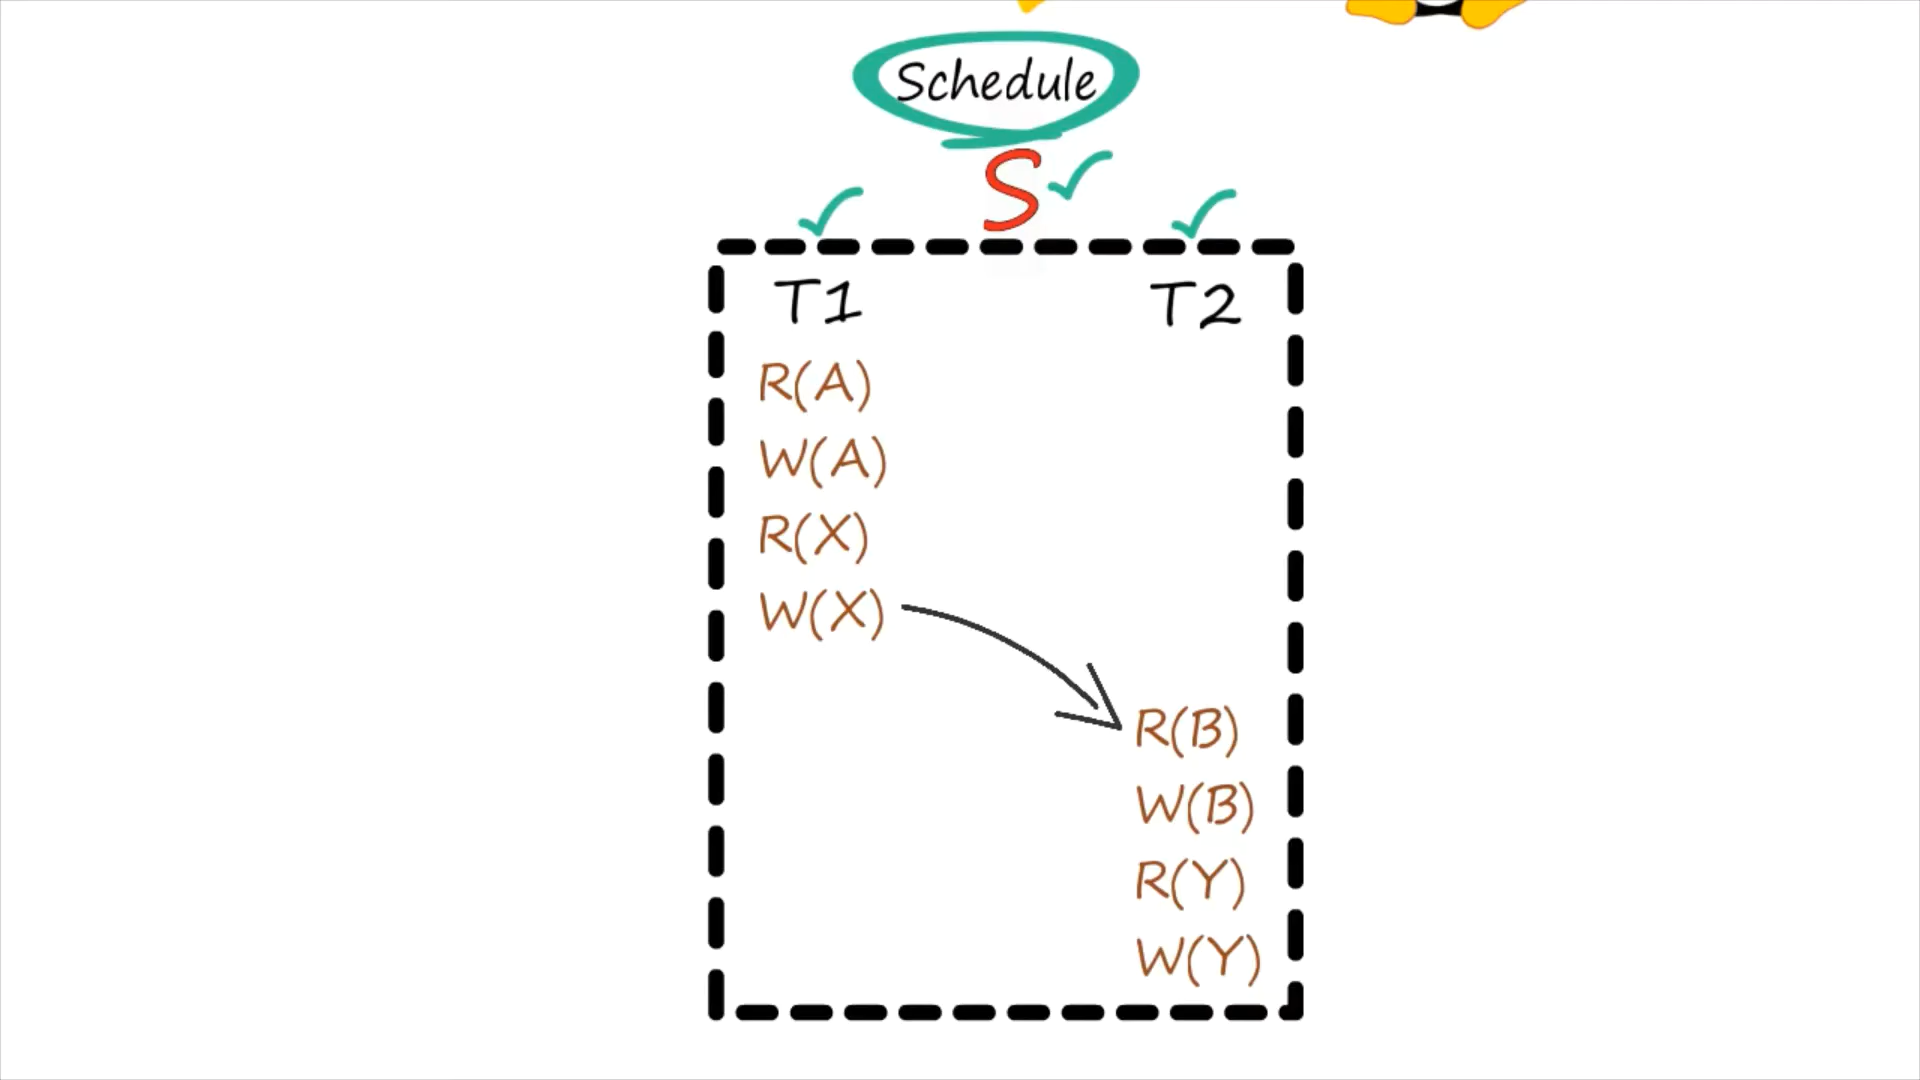 Schedule
S
T1 T2
R(A)
W(A)
R(X)
W(X)
R(B)
W(B)
R(Y)
W(Y)